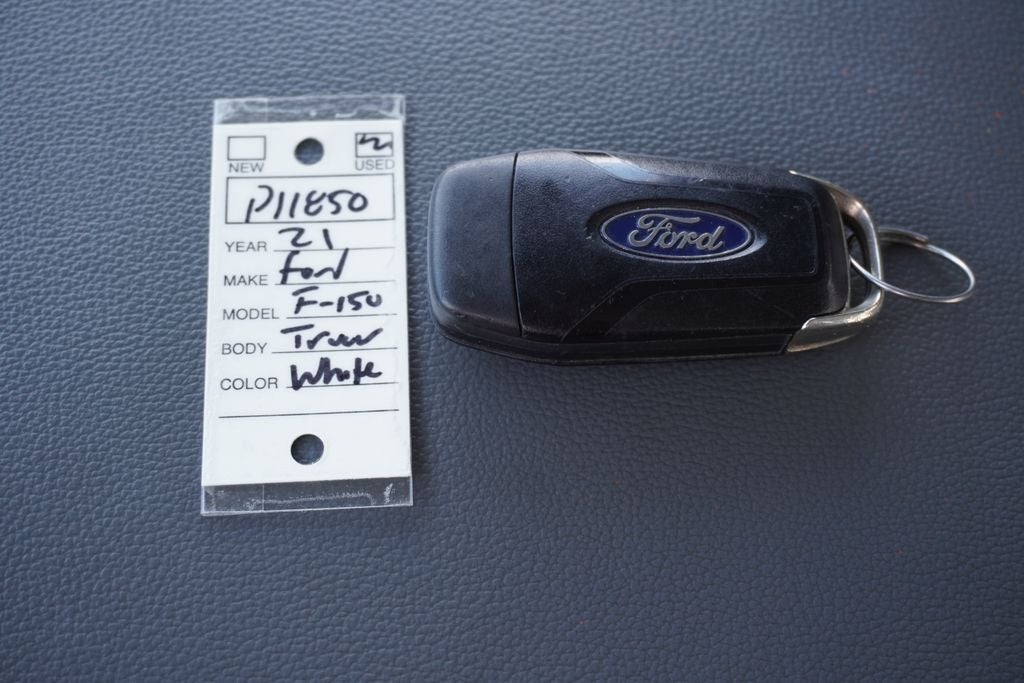 NEW USED
P11850
YEAR 21
MAKE Ford
MODEL F-150
BODY Truck
COLOR White
Ford